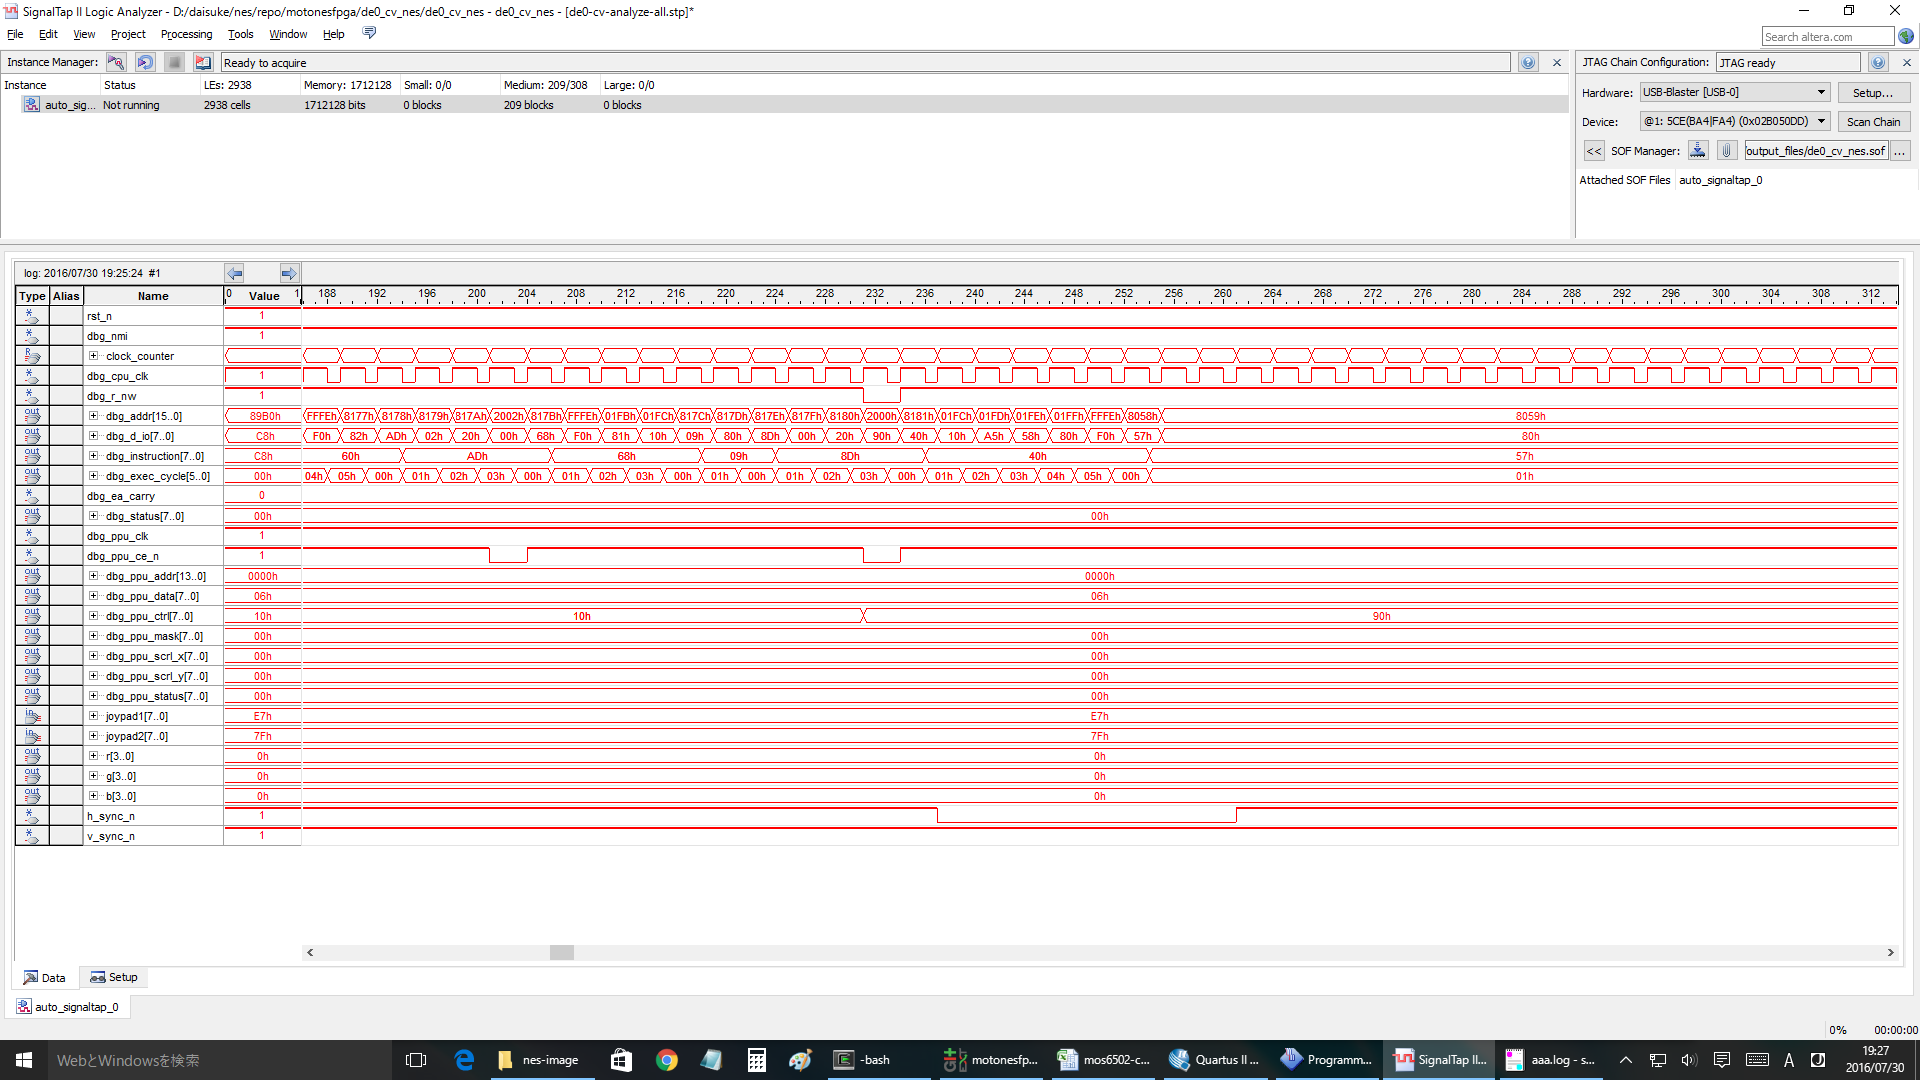 SignalTap II Logic Analyzer - D:/daisuke/nes/repo/motonesfpga/de0_cv_nes/de0_cv_nes - de0_cv_nes - [de0-cv-analyze-all.stp]*
File Edit View Project Processing Tools Window Help
Search altera.com
Instance Manager: Ready to acquire
JTAG Chain Configuration: JTAG ready
Instance Status LEs: 2938 Memory: 1712128 Small: 0/0 Medium: 209/308 Large: 0/0
auto_sig... Not running 2938 cells 1712128 bits 0 blocks 209 blocks 0 blocks
Hardware: USB-Blaster [USB-0] Setup...
Device: @1: 5CE(BA4|FA4) (0x02B050DD) Scan Chain
<< SOF Manager: output_files/de0_cv_nes.sof ...
Attached SOF Files auto_signaltap_0
log: 2016/07/30 19:25:24 #1
Type Alias Name 0 Value 1 188 192 196 200 204 208 212 216 220 224 228 232 236 240 244 248 252 256 260 264 268 272 276 280 284 288 292 296 300 304 308 312
rst_n 1
dbg_nmi 1
clock_counter
dbg_cpu_clk 1
dbg_r_nw 1
dbg_addr[15..0] 89B0h FFFEh 8177h 8178h 8179h 817Ah 2002h 817Bh FFFEh 01FBh 01FCh 817Ch 817Dh 817Eh 817Fh 8180h 2000h 8181h 01FCh 01FDh 01FEh 01FFh FFFEh 8058h 8059h
dbg_d_io[7..0] C8h F0h 82h ADh 02h 20h 00h 68h F0h 81h 10h 09h 80h 8Dh 00h 20h 90h 40h 10h A5h 58h 80h F0h 57h 80h
dbg_instruction[7..0] C8h 60h ADh 68h 09h 8Dh 40h 57h
dbg_exec_cycle[5..0] 00h 04h 05h 00h 01h 02h 03h 00h 01h 02h 03h 00h 01h 00h 01h 02h 03h 00h 01h 02h 03h 04h 05h 00h 01h
dbg_ea_carry 0
dbg_status[7..0] 00h 00h
dbg_ppu_clk 1
dbg_ppu_ce_n 1
dbg_ppu_addr[13..0] 0000h 0000h
dbg_ppu_data[7..0] 06h 06h
dbg_ppu_ctrl[7..0] 10h 10h 90h
dbg_ppu_mask[7..0] 00h 00h
dbg_ppu_scrl_x[7..0] 00h 00h
dbg_ppu_scrl_y[7..0] 00h 00h
dbg_ppu_status[7..0] 00h 00h
joypad1[7..0] E7h E7h
joypad2[7..0] 7Fh 7Fh
r[3..0] 0h 0h
g[3..0] 0h 0h
b[3..0] 0h 0h
h_sync_n 1
v_sync_n 1
Data Setup
auto_signaltap_0
0% 00:00:00
WebとWindowsを検索 nes-image -bash motonesfp... mos6502-c... Quartus II ... Programm... SignalTap II... aaa.log - s... A 19:27
2016/07/30